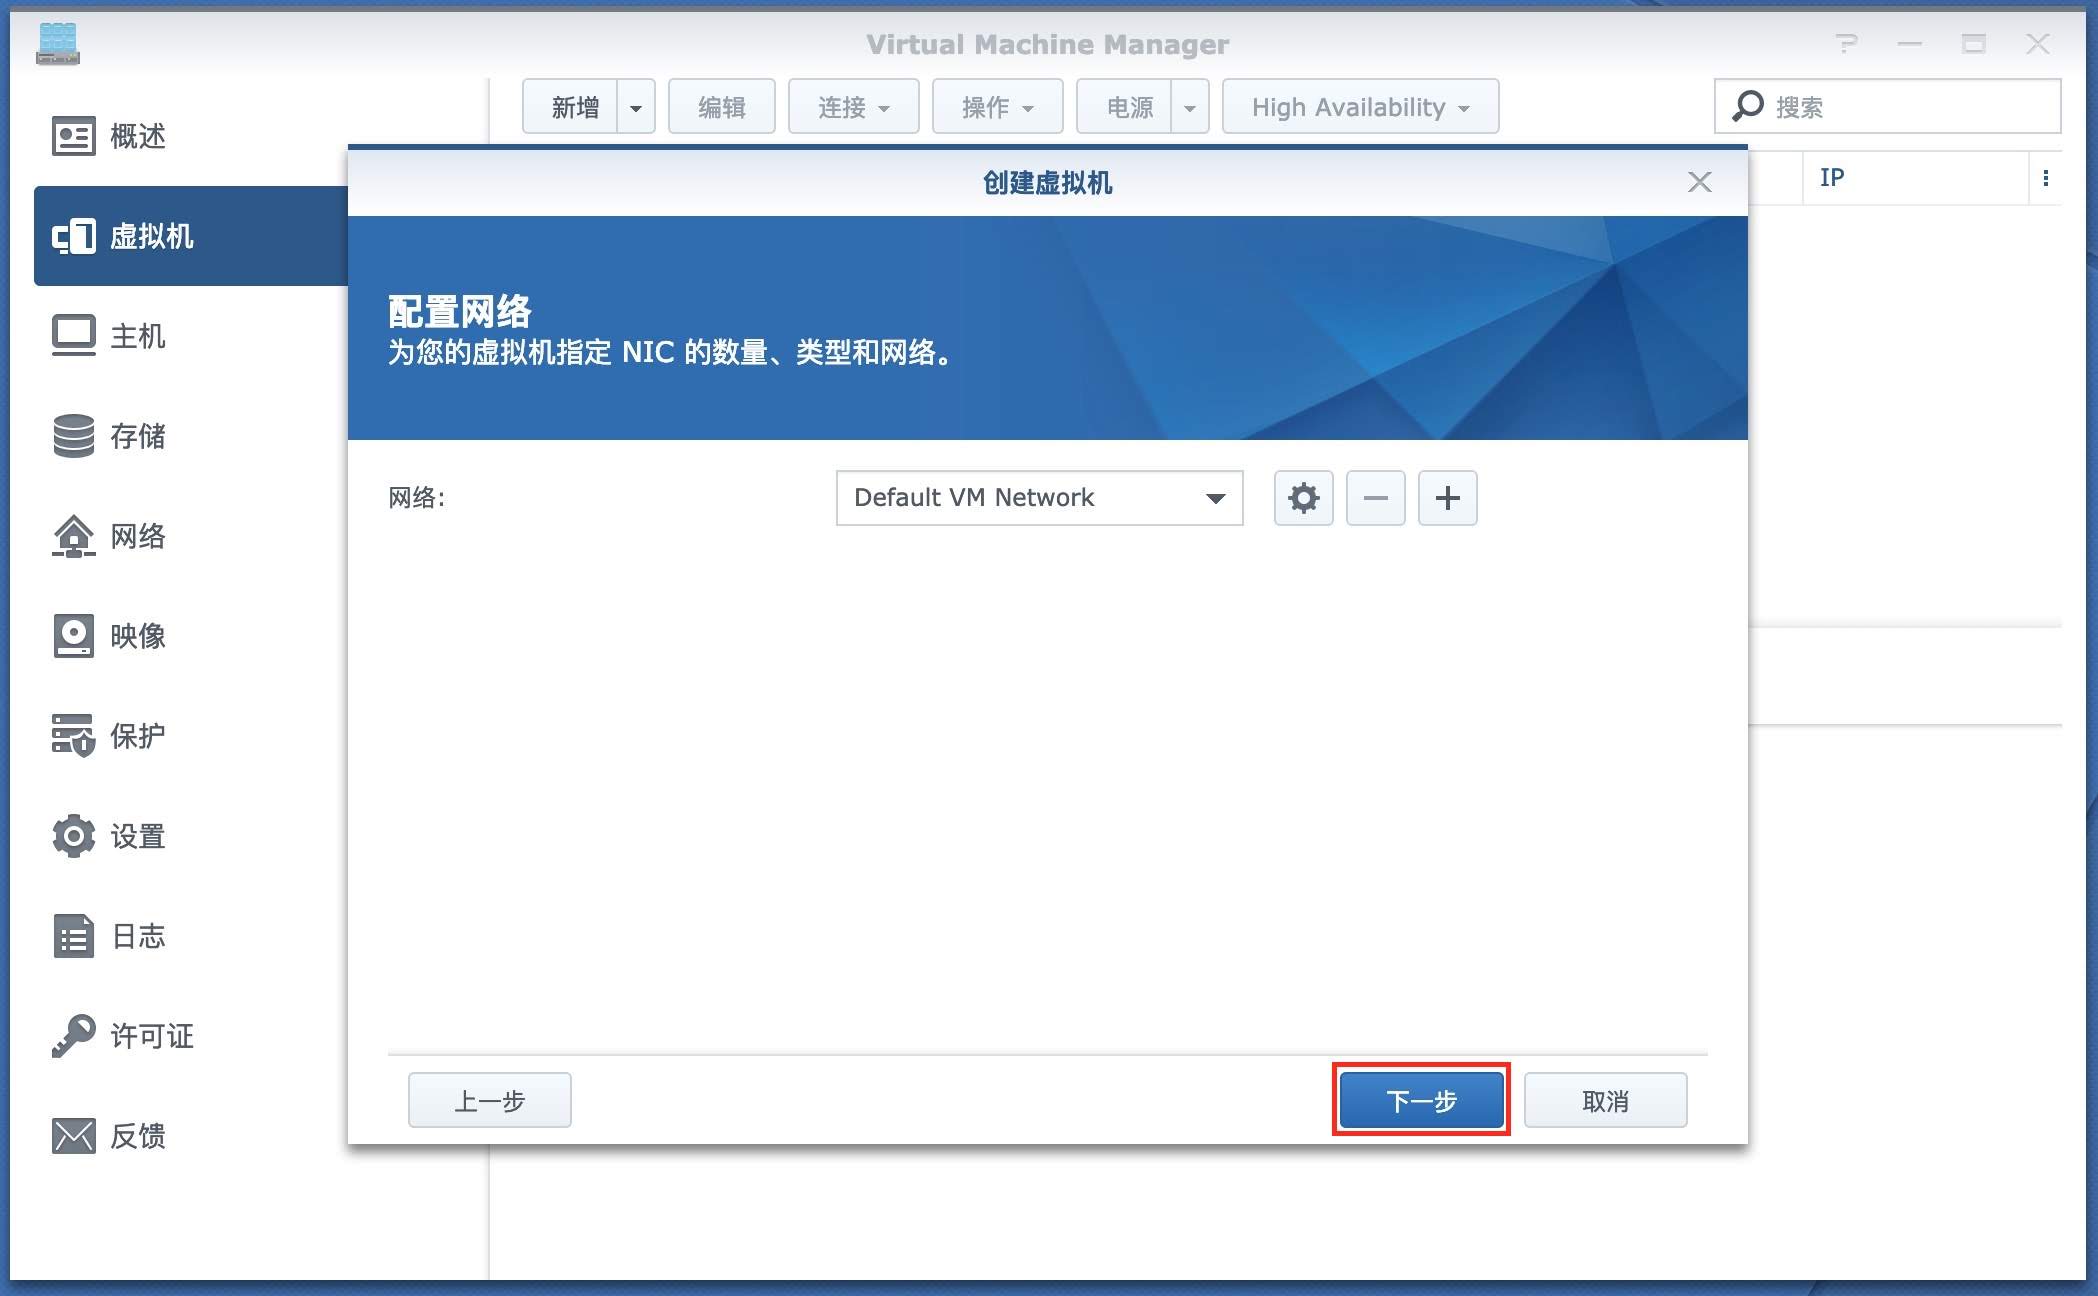 Virtual Machine Manager
新增
编辑
连接
操作
电源
High Availability
搜索
概述
虚拟机
主机
存储
网络
映像
保护
设置
日志
许可证
反馈
IP
创建虚拟机
配置网络
为您的虚拟机指定 NIC 的数量、类型和网络。
网络:
Default VM Network
上一步
下一步
取消